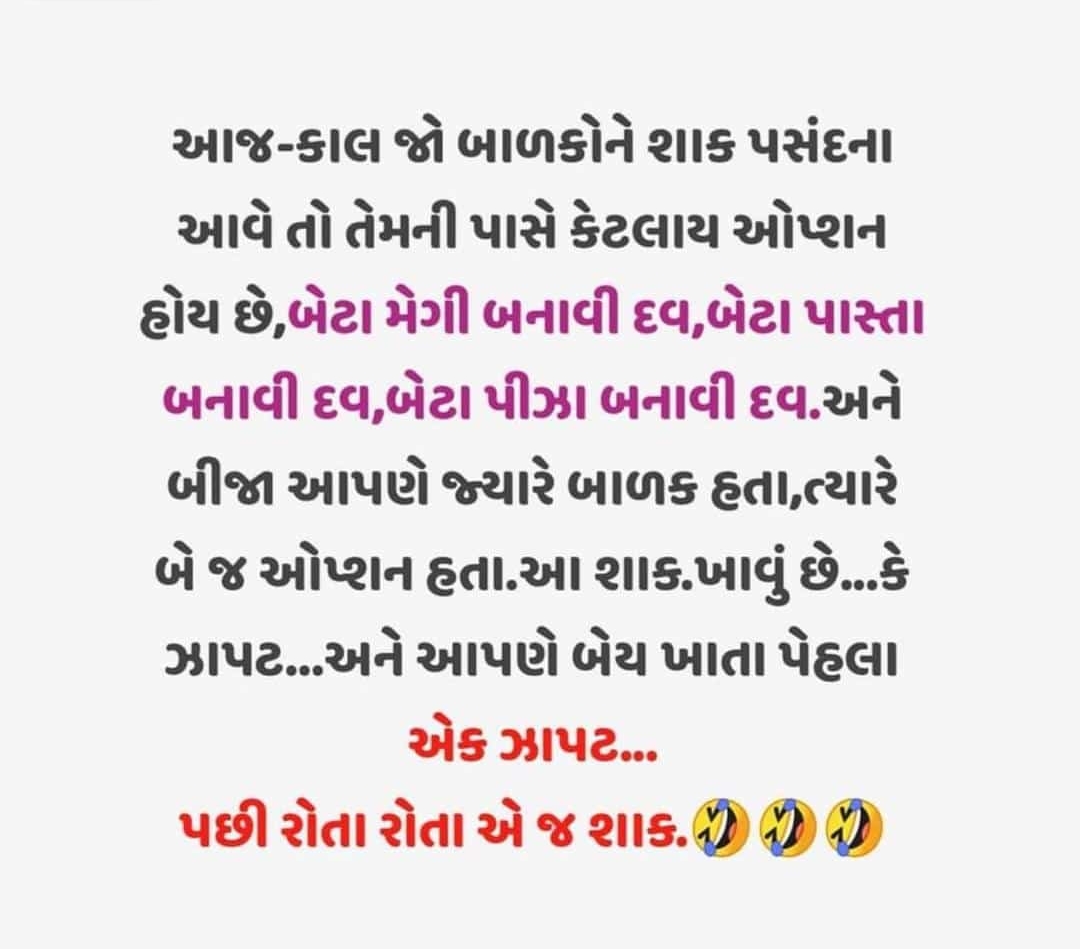 આજ-કાલ જો બાળકોને શાક પસંદના
આવે તો તેમની પાસે કેટલાય ઓપ્શન
હોય છે,બેટા મેગી બનાવી દવ,બેટા પાસ્તા
બનાવી દવ,બેટા પીઝા બનાવી દવ.અને
બીજા આપણે જ્યારે બાળક હતા,ત્યારે
બે જ ઓપ્શન હતા.આ શાક.ખાવું છે...કે
ઝાપટ...અને આપણે બેય ખાતા પેહલા
એક ઝાપટ...
પછી રોતા રોતા એ જ શાક.🤣🤣🤣